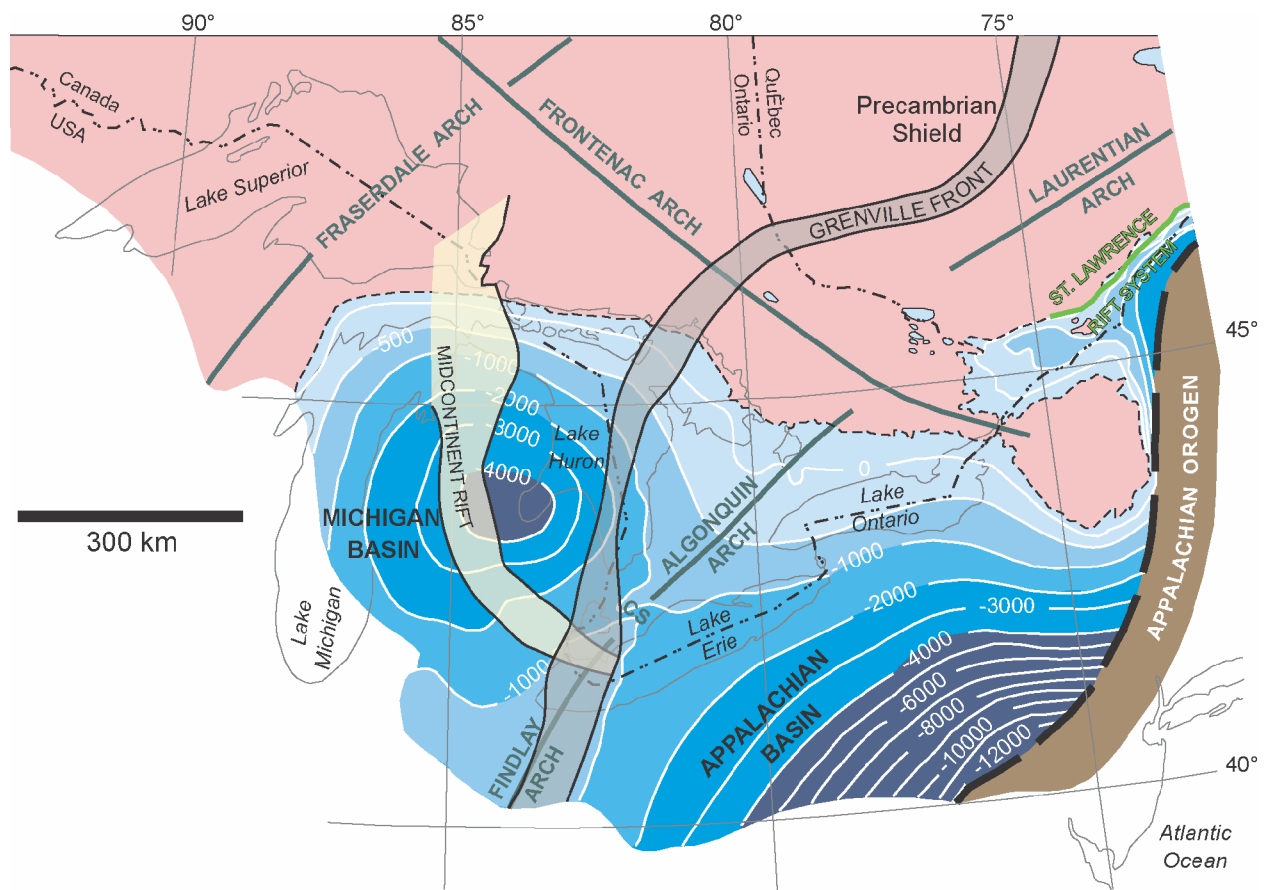 90°
85°
80°
75°
Canada
USA
Lake Superior
FRASERDALE ARCH
FRONTENAC ARCH
QuÈbec
Ontario
Precambrian
Shield
GRENVILLE FRONT
LAURENTIAN
ARCH
ST. LAWRENCE
RIFT SYSTEM
45°
-500
-1000
-2000
-3000
4000
MIDCONTINENT RIFT
Lake
Huron
MICHIGAN
BASIN
300 km
Lake
Michigan
0
Lake
Ontario
ALGONQUIN
ARCH
CS
Lake
Erie
-1000
-1000
-2000
-3000
-4000
-6000
-8000
-10000
-12000
APPALACHIAN
BASIN
FINDLAY
ARCH
APPALACHIAN OROGEN
40°
Atlantic
Ocean